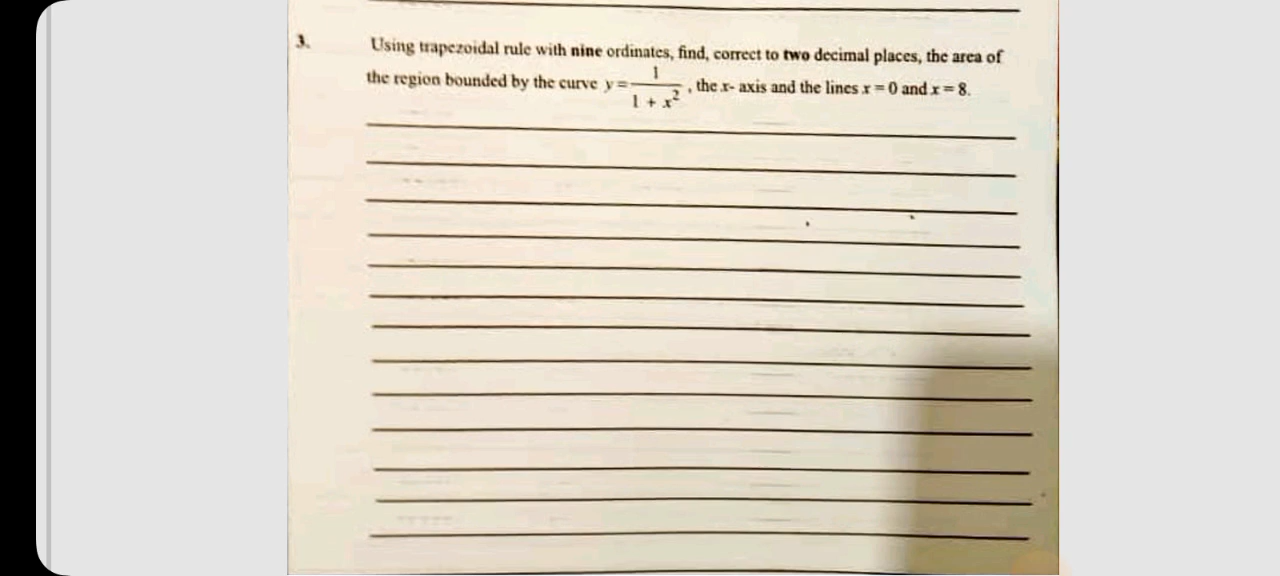 3. Using trapezoidal rule with nine ordinates, find, correct to two decimal places, the area of
the region bounded by the curve y = 1 / (1 + x²), the x- axis and the lines x = 0 and x = 8.